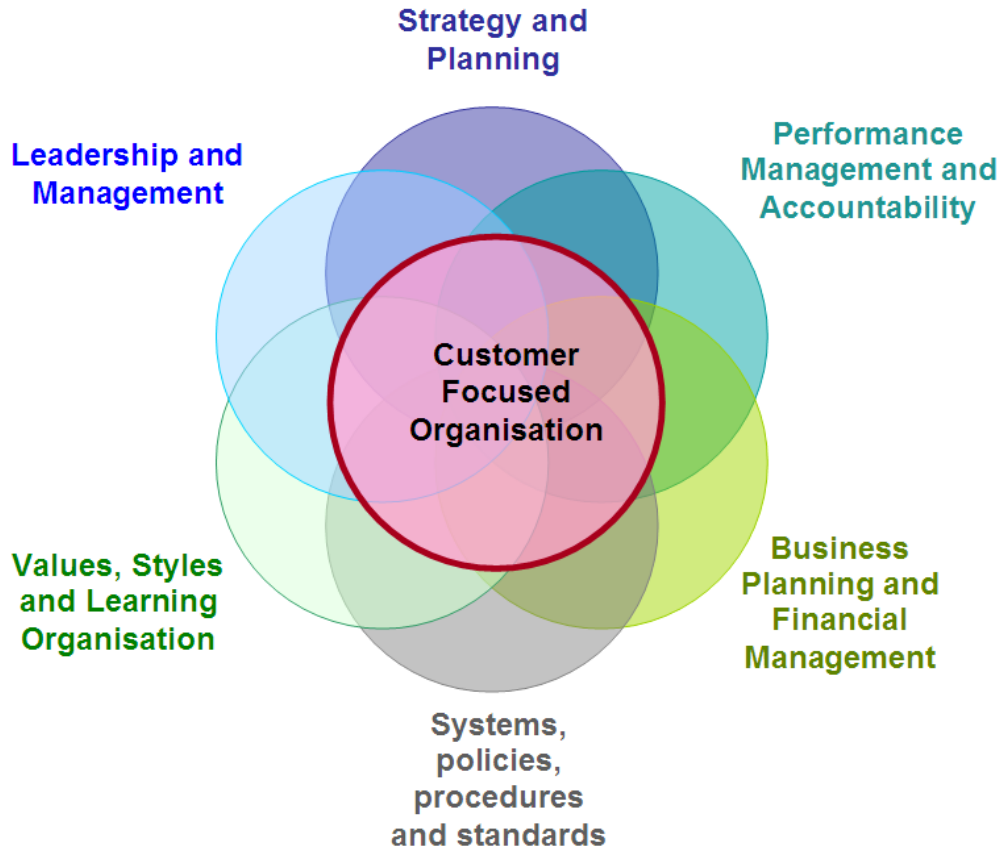 Strategy and
Planning
Leadership and
Management
Performance
Management and
Accountability
Customer
Focused
Organisation
Values, Styles
and Learning
Organisation
Business
Planning and
Financial
Management
Systems,
policies,
procedures
and standards